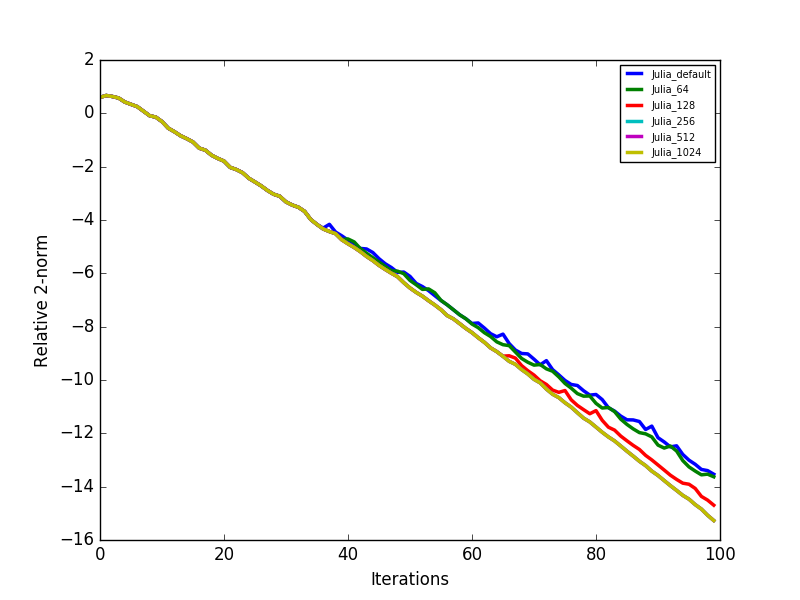 2
0
−2
−4
−6
−8
−10
−12
−14
−16
Relative 2-norm
0 20 40 60 80 100
Iterations
Julia_default
Julia_64
Julia_128
Julia_256
Julia_512
Julia_1024